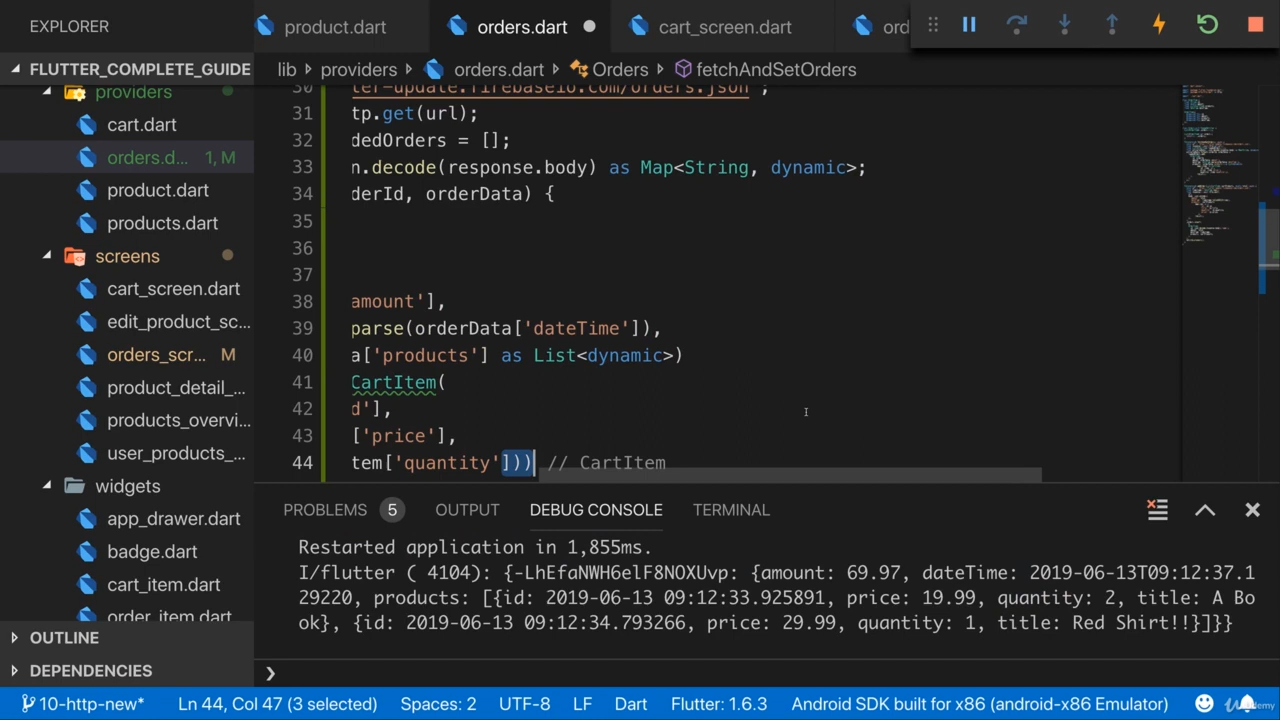 EXPLORER
product.dart
orders.dart
cart_screen.dart
ord
FLUTTER_COMPLETE_GUIDE
lib > providers > orders.dart > Orders > fetchAndSetOrders
providers
cart.dart
orders.d... 1, M
product.dart
products.dart
screens
cart_screen.dart
edit_product_sc...
orders_scr... M
product_detail_...
products_overvi...
user_products_...
widgets
app_drawer.dart
badge.dart
cart_item.dart
order_item.dart
OUTLINE
DEPENDENCIES
30 ter-update.firebaseio.com/orders.json';
31 tp.get(url);
32 dedOrders = [];
33 n.decode(response.body) as Map<String, dynamic>;
34 derId, orderData) {
35
36
37
38 amount'],
39 parse(orderData['dateTime']),
40 a['products'] as List<dynamic>)
41 CartItem(
42 d'],
43 ['price'],
44 tem['quantity'])) // CartItem
PROBLEMS 5 OUTPUT DEBUG CONSOLE TERMINAL
Restarted application in 1,855ms.
I/flutter ( 4104): {-LhEfaNWH6elF8NOXUvp: {amount: 69.97, dateTime: 2019-06-13T09:12:37.1
29220, products: [{id: 2019-06-13 09:12:33.925891, price: 19.99, quantity: 2, title: A Bo
ok}, {id: 2019-06-13 09:12:34.793266, price: 29.99, quantity: 1, title: Red Shirt!!}]}}
10-http-new* Ln 44, Col 47 (3 selected) Spaces: 2 UTF-8 LF Dart Flutter: 1.6.3 Android SDK built for x86 (android-x86 Emulator)